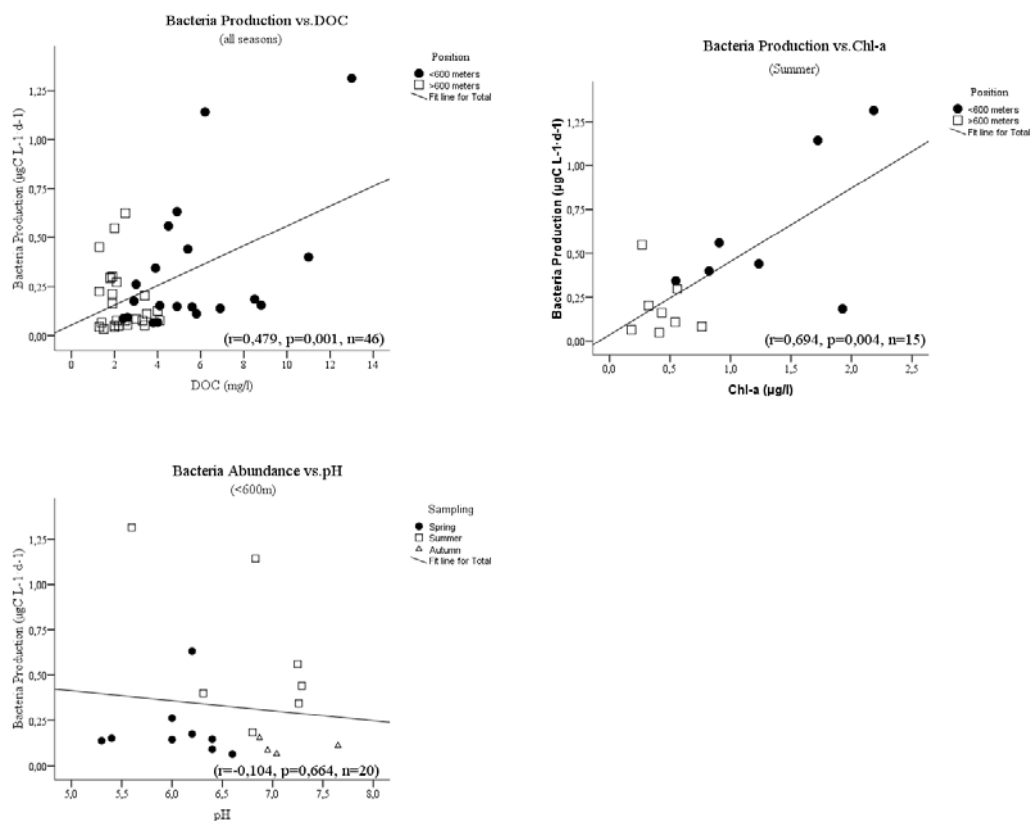 Bacteria Production vs.DOC
(all seasons)
Position
<600 meters
>600 meters
Fit line for Total
Bacteria Production (µgC L-1 d-1)
1,25
1,00
0,75
0,50
0,25
0,00
0 2 4 6 8 10 12 14
(r=0,479, p=0,001, n=46)
DOC (mg/l)
Bacteria Production vs.Chl-a
(Summer)
Position
<600 meters
>600 meters
Fit line for Total
Bacteria Production (µgC L-1·d-1)
1,25
1,00
0,75
0,50
0,25
0,00
(r=0,694, p=0,004, n=15)
0,0 0,5 1,0 1,5 2,0 2,5
Chl-a (µg/l)
Bacteria Abundance vs.pH
(<600m)
Sampling
Spring
Summer
Autumn
Fit line for Total
Bacteria Production (µgC L-1 d-1)
1,25
1,00
0,75
0,50
0,25
0,00
(r=-0,104, p=0,664, n=20)
5,0 5,5 6,0 6,5 7,0 7,5 8,0
pH